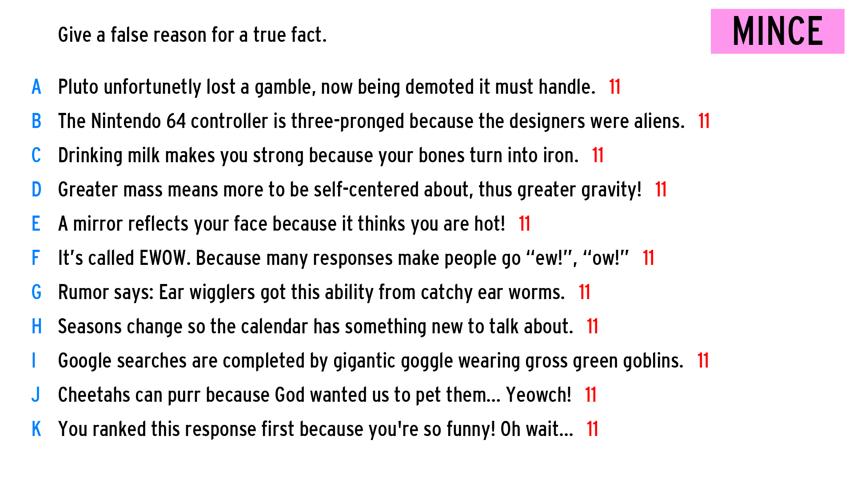 Give a false reason for a true fact.
MINCE
A Pluto unfortunetly lost a gamble, now being demoted it must handle. 11
B The Nintendo 64 controller is three-pronged because the designers were aliens. 11
C Drinking milk makes you strong because your bones turn into iron. 11
D Greater mass means more to be self-centered about, thus greater gravity! 11
E A mirror reflects your face because it thinks you are hot! 11
F It’s called EWOW. Because many responses make people go “ew!”, “ow!” 11
G Rumor says: Ear wigglers got this ability from catchy ear worms. 11
H Seasons change so the calendar has something new to talk about. 11
I Google searches are completed by gigantic goggle wearing gross green goblins. 11
J Cheetahs can purr because God wanted us to pet them... Yeowch! 11
K You ranked this response first because you're so funny! Oh wait... 11